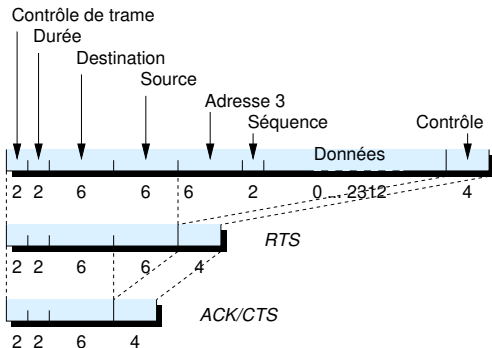 Contrôle de trame
Durée
Destination
Source
Adresse 3
Séquence
Contrôle
Données
2 2 6 6 6 2 0 ... 2312 4
RTS
2 2 6 6 4
ACK/CTS
2 2 6 4